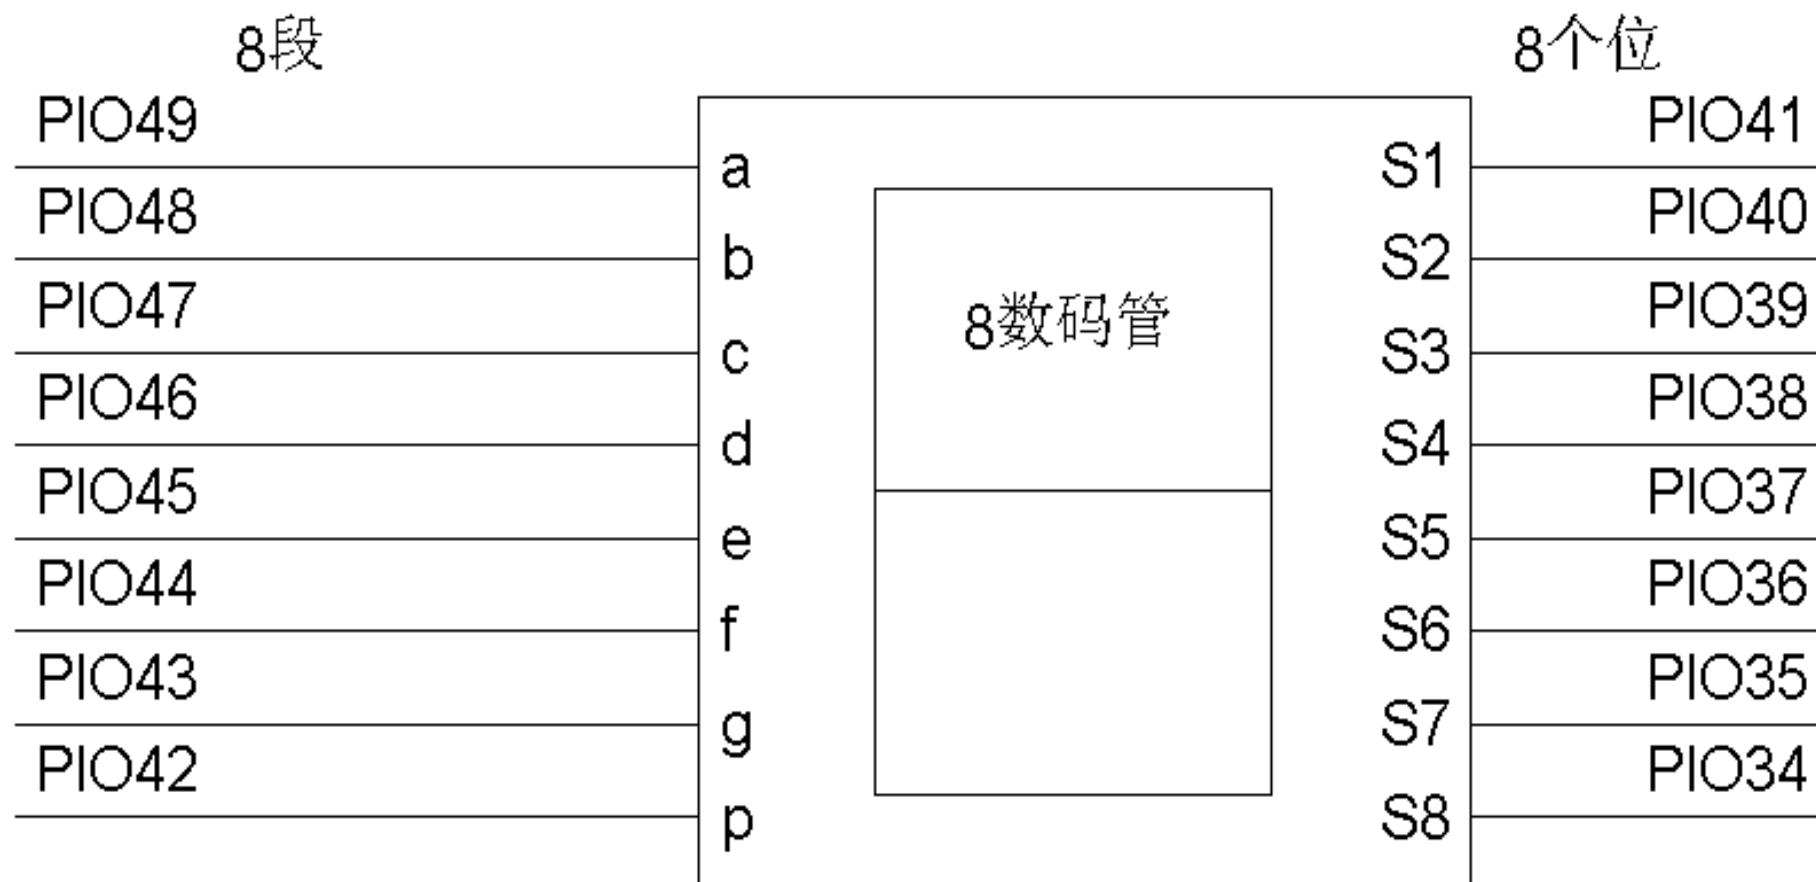 8段 8个位
PIO49 PIO41
a S1
PIO48 PIO40
b S2
PIO47 PIO39
8数码管
c S3
PIO46 PIO38
d S4
PIO45 PIO37
e S5
PIO44 PIO36
f S6
PIO43 PIO35
g S7
PIO42 PIO34
p S8